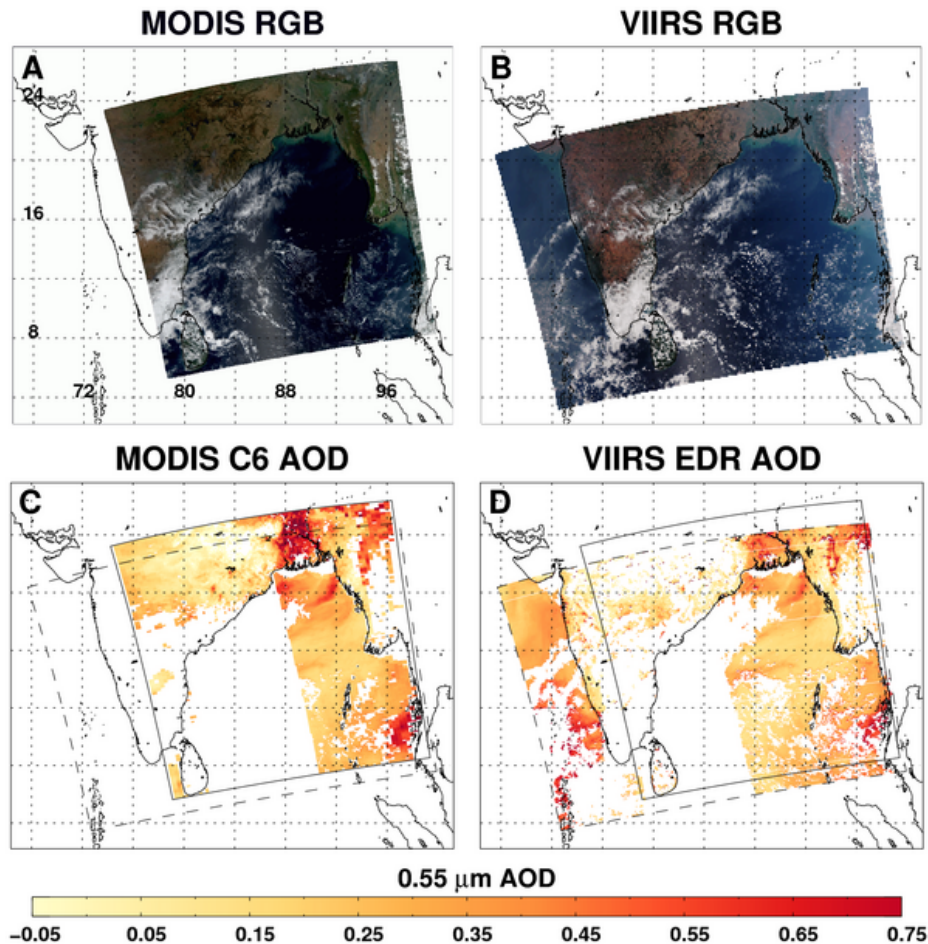 MODIS RGB
VIIRS RGB
A
B
24
16
8
72
80
88
96
MODIS C6 AOD
VIIRS EDR AOD
C
D
0.55 μm AOD
−0.05 0.05 0.15 0.25 0.35 0.45 0.55 0.65 0.75